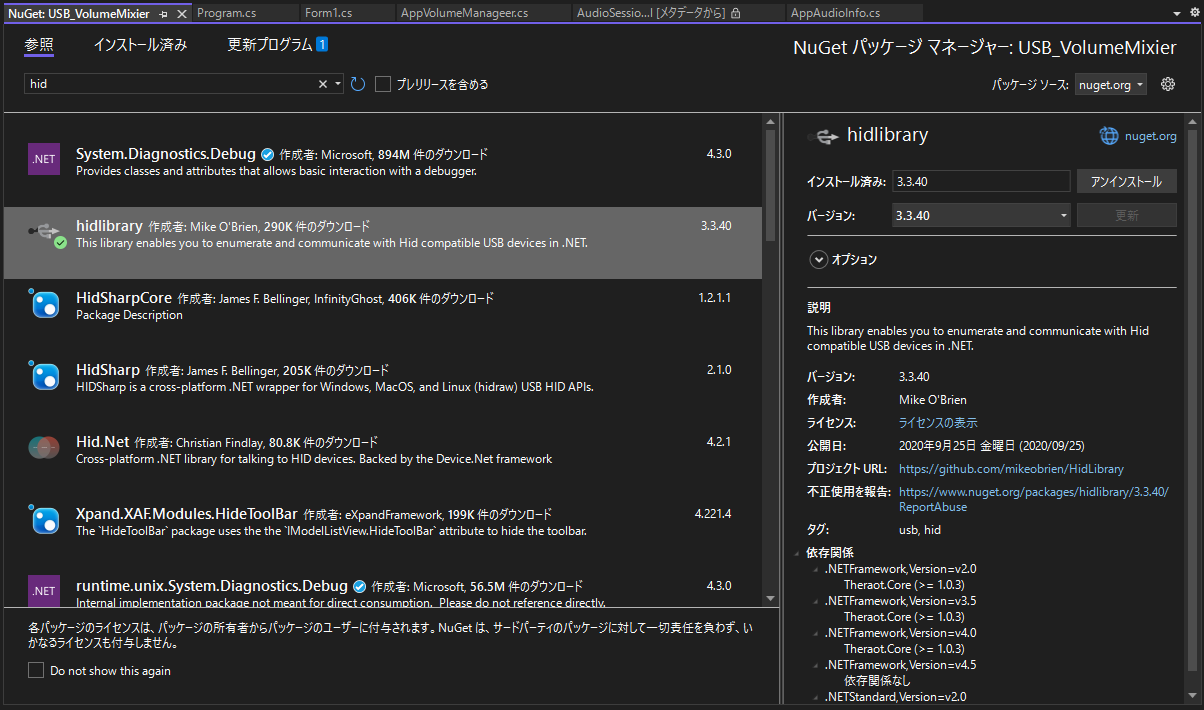 NuGet: USB_VolumeMixier
Program.cs
Form1.cs
AppVolumeManageer.cs
AudioSessio...l [メタデータから]
AppAudioInfo.cs
参照
インストール済み
更新プログラム 1
NuGet パッケージ マネージャー: USB_VolumeMixier
hid
プレリリースを含める
パッケージ ソース: nuget.org
.NET
System.Diagnostics.Debug 作成者: Microsoft, 894M 件のダウンロード
4.3.0
Provides classes and attributes that allows basic interaction with a debugger.
hidlibrary 作成者: Mike O'Brien, 290K 件のダウンロード
3.3.40
This library enables you to enumerate and communicate with Hid compatible USB devices in .NET.
HidSharpCore 作成者: James F. Bellinger, InfinityGhost, 406K 件のダウンロード
1.2.1.1
Package Description
HidSharp 作成者: James F. Bellinger, 205K 件のダウンロード
2.1.0
HIDSharp is a cross-platform .NET wrapper for Windows, MacOS, and Linux (hidraw) USB HID APIs.
Hid.Net 作成者: Christian Findlay, 80.8K 件のダウンロード
4.2.1
Cross-platform .NET library for talking to HID devices. Backed by the Device.Net framework
Xpand.XAF.Modules.HideToolBar 作成者: eXpandFramework, 199K 件のダウンロード
4.221.4
The `HideToolBar` package uses the the `IModelListView.HideToolBar` attribute to hide the toolbar.
.NET
runtime.unix.System.Diagnostics.Debug 作成者: Microsoft, 56.5M 件のダウンロード
4.3.0
Internal implementation package not meant for direct consumption. Please do not reference directly.
各パッケージのライセンスは、パッケージの所有者からパッケージのユーザーに付与されます。NuGet は、サードパーティのパッケージに対して一切責任を負わず、い
かなるライセンスも付与しません。
Do not show this again
hidlibrary
nuget.org
インストール済み: 3.3.40
アンインストール
バージョン: 3.3.40
更新
オプション
説明
This library enables you to enumerate and communicate with Hid
compatible USB devices in .NET.
バージョン: 3.3.40
作成者: Mike O'Brien
ライセンス: ライセンスの表示
公開日: 2020年9月25日 金曜日 (2020/09/25)
プロジェクト URL: https://github.com/mikeobrien/HidLibrary
不正使用を報告: https://www.nuget.org/packages/hidlibrary/3.3.40/
ReportAbuse
タグ: usb, hid
依存関係
.NETFramework,Version=v2.0
Theraot.Core (>= 1.0.3)
.NETFramework,Version=v3.5
Theraot.Core (>= 1.0.3)
.NETFramework,Version=v4.0
Theraot.Core (>= 1.0.3)
.NETFramework,Version=v4.5
依存関係なし
.NETStandard,Version=v2.0